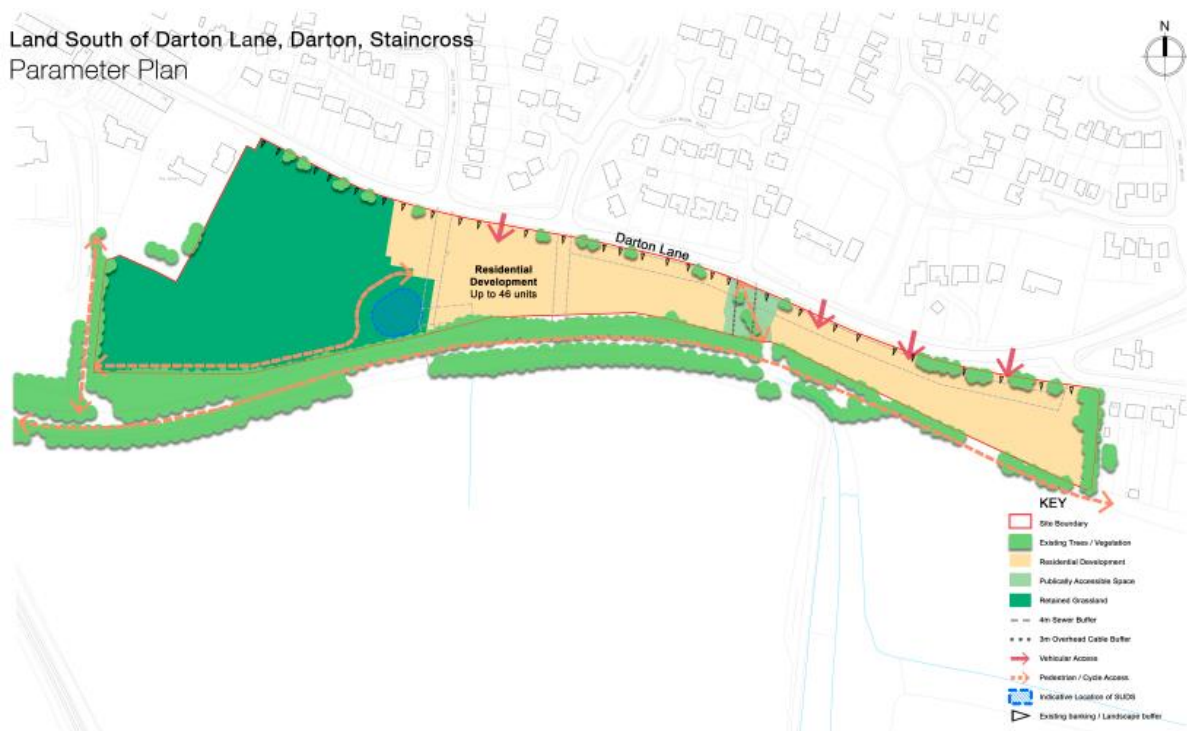 Land South of Darton Lane, Darton, Staincross
Parameter Plan
N
Darton Lane
Residential
Development
Up to 46 units
KEY
Site Boundary
Existing Trees / Vegetation
Residential Development
Publically Accessible Space
Retained Grassland
4m Sewer Buffer
3m Overhead Cable Buffer
Vehicular Access
Pedestrian / Cycle Access
Indicative Location of SUDS
Existing banking / Landscape buffer